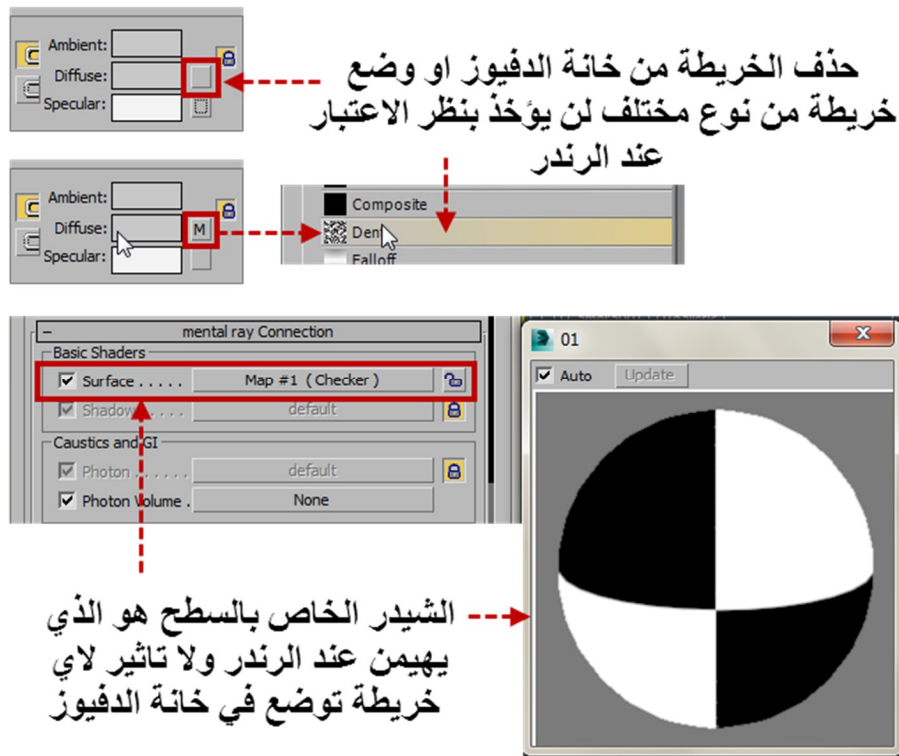 Ambient:
Diffuse:
Specular:
حذف الخريطة من خانة الدفيوز او وضع
خريطة من نوع مختلف لن يؤخذ بنظر الاعتبار
عند الرندر
Ambient:
Diffuse: M
Specular:
Composite
Falloff
mental ray Connection
Basic Shaders
Surface . . . . . Map #1 ( Checker )
Shadow . . . . default
Caustics and GI
Photon . . . . . . default
Photon Volume . None
01
Auto Update
الشيدر الخاص بالسطح هو الذي
يهيمن عند الرندر ولا تاثير لاي
خريطة توضع في خانة الدفيوز